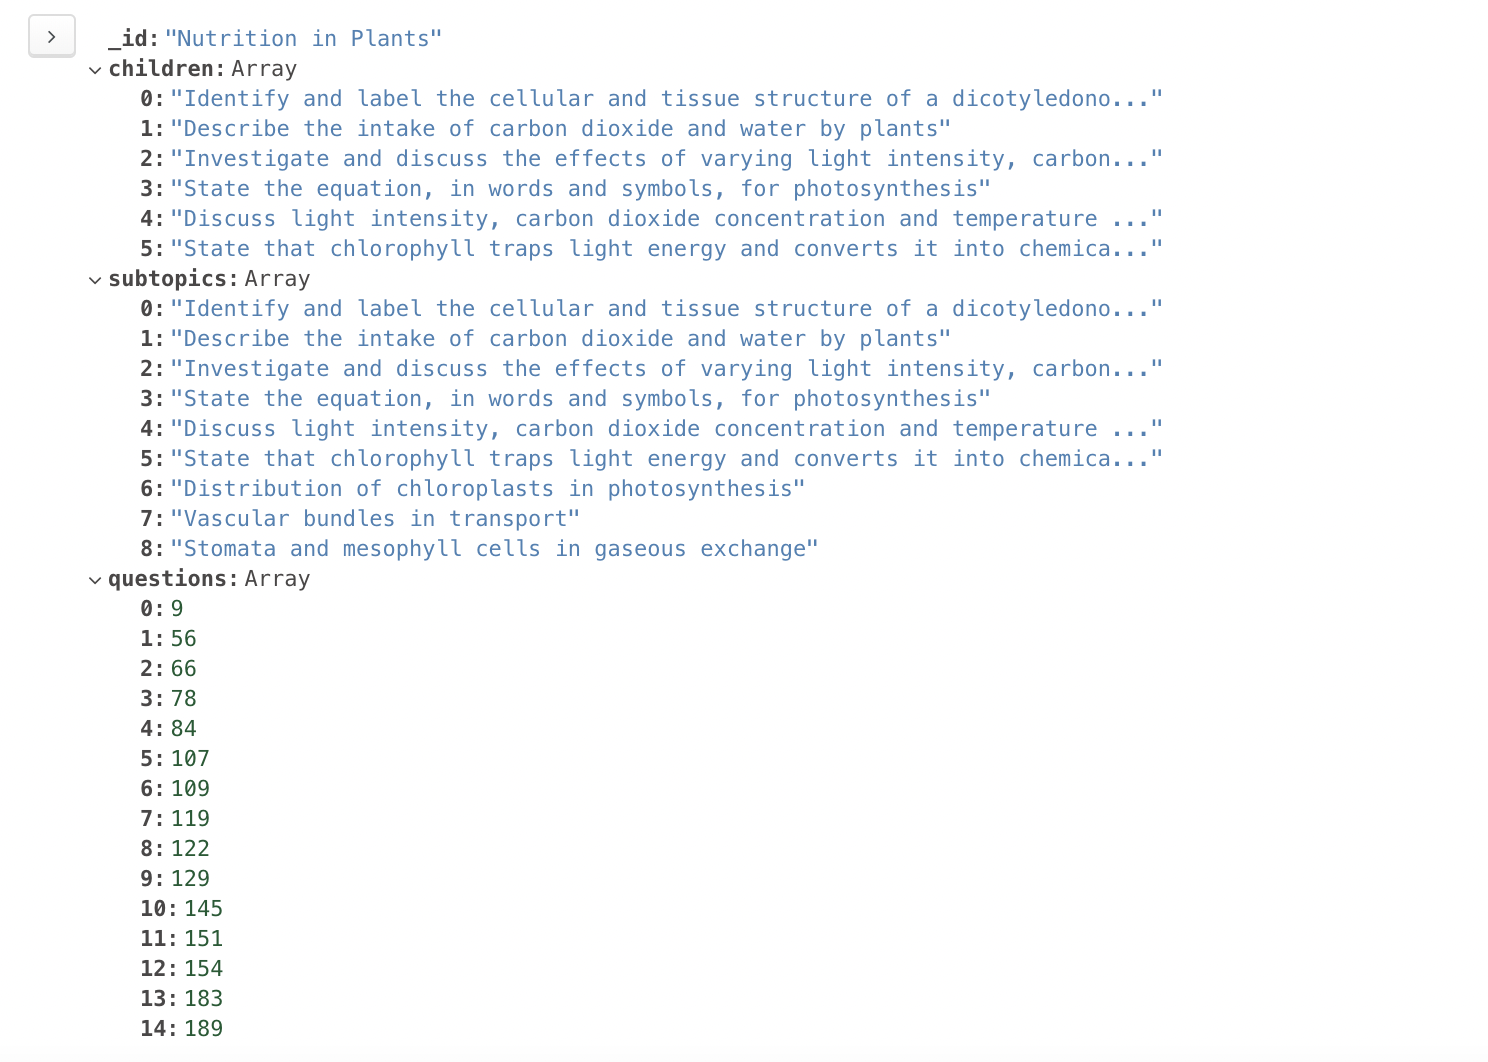 _id: "Nutrition in Plants"
children: Array
0: "Identify and label the cellular and tissue structure of a dicotyledono..."
1: "Describe the intake of carbon dioxide and water by plants"
2: "Investigate and discuss the effects of varying light intensity, carbon..."
3: "State the equation, in words and symbols, for photosynthesis"
4: "Discuss light intensity, carbon dioxide concentration and temperature ..."
5: "State that chlorophyll traps light energy and converts it into chemica..."
subtopics: Array
0: "Identify and label the cellular and tissue structure of a dicotyledono..."
1: "Describe the intake of carbon dioxide and water by plants"
2: "Investigate and discuss the effects of varying light intensity, carbon..."
3: "State the equation, in words and symbols, for photosynthesis"
4: "Discuss light intensity, carbon dioxide concentration and temperature ..."
5: "State that chlorophyll traps light energy and converts it into chemica..."
6: "Distribution of chloroplasts in photosynthesis"
7: "Vascular bundles in transport"
8: "Stomata and mesophyll cells in gaseous exchange"
questions: Array
0: 9
1: 56
2: 66
3: 78
4: 84
5: 107
6: 109
7: 119
8: 122
9: 129
10: 145
11: 151
12: 154
13: 183
14: 189